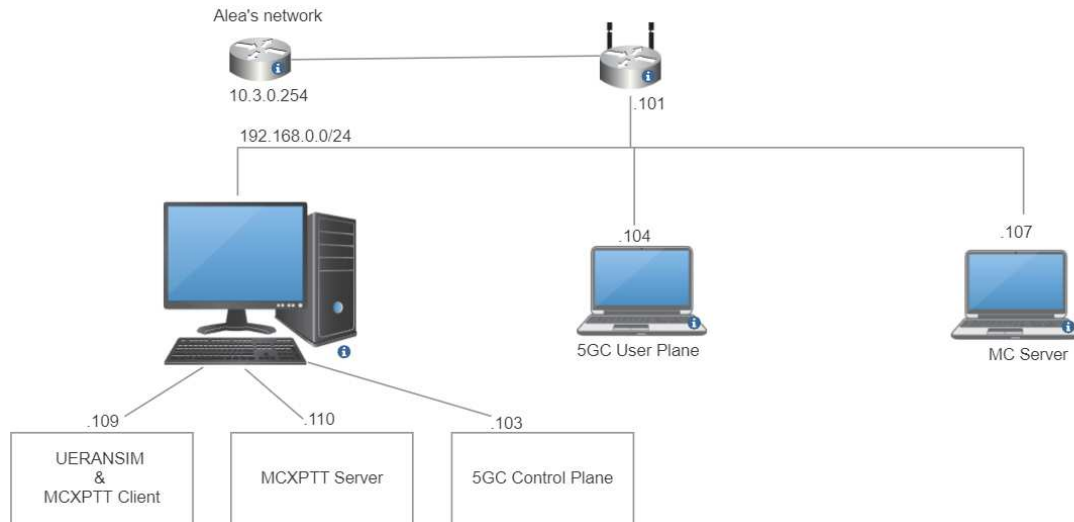 Alea's network
10.3.0.254
.101
192.168.0.0/24
.104
.107
5GC User Plane
MC Server
.109
.110
.103
UERANSIM
&
MCXPTT Client
MCXPTT Server
5GC Control Plane